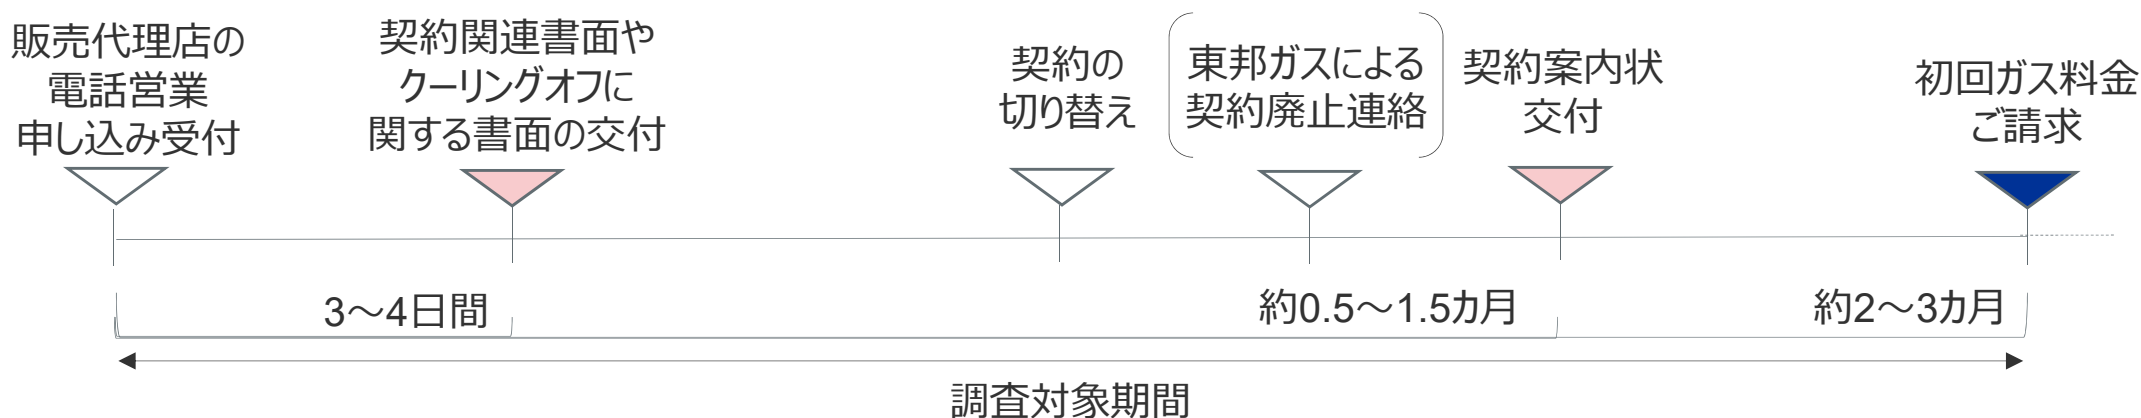 販売代理店の
電話営業
申し込み受付
契約関連書面や
クーリングオフに
関する書面の交付
契約の
切り替え
東邦ガスによる
契約廃止連絡
契約案内状
交付
初回ガス料金
ご請求
3～4日間
約0.5～1.5カ月
約2～3カ月
調査対象期間